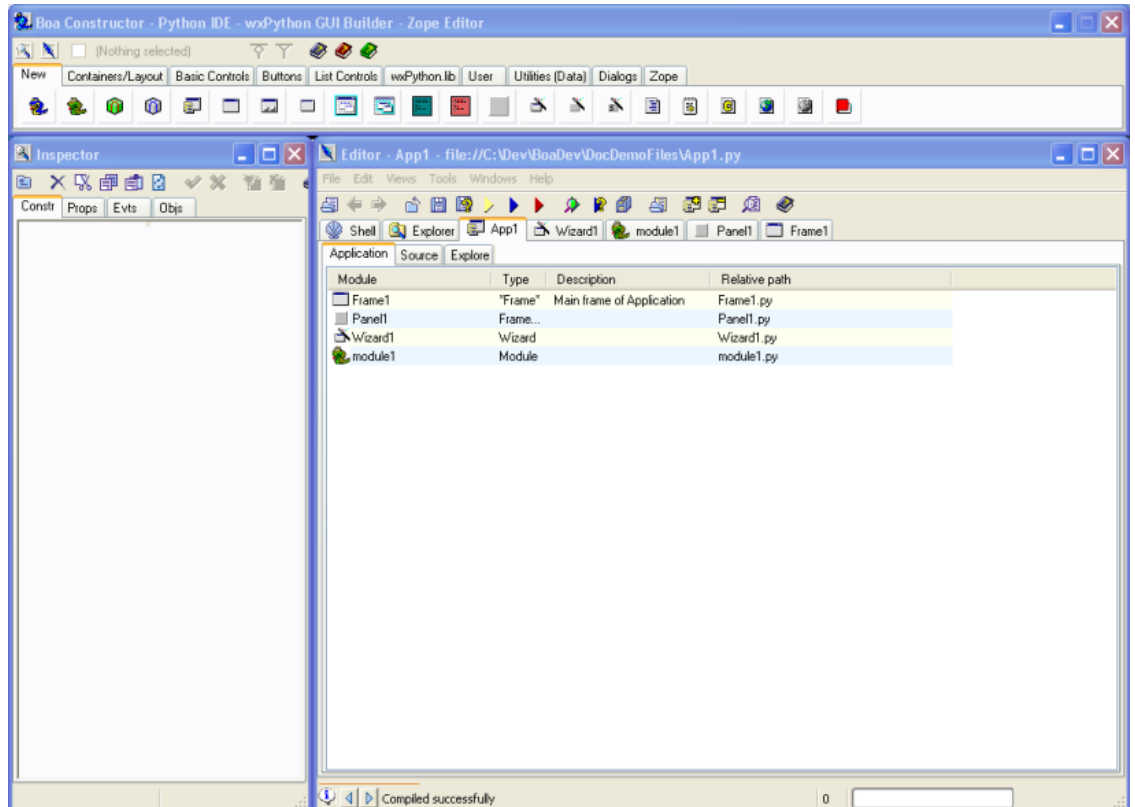 Boa Constructor - Python IDE - wxPython GUI Builder - Zope Editor
(Nothing selected)
New Containers/Layout Basic Controls Buttons List Controls wxPython.lib User Utilities (Data) Dialogs Zope
Inspector
Constr Props Evts Objs
Editor - App1 - file://C:\Dev\BoaDev\DocDemoFiles\App1.py
File Edit Views Tools Windows Help
Shell Explorer App1 Wizard1 module1 Panel1 Frame1
Application Source Explore
Module Type Description Relative path
Frame1 "Frame" Main frame of Application Frame1.py
Panel1 Frame... Panel1.py
Wizard1 Wizard Wizard1.py
module1 Module module1.py
Compiled successfully 0